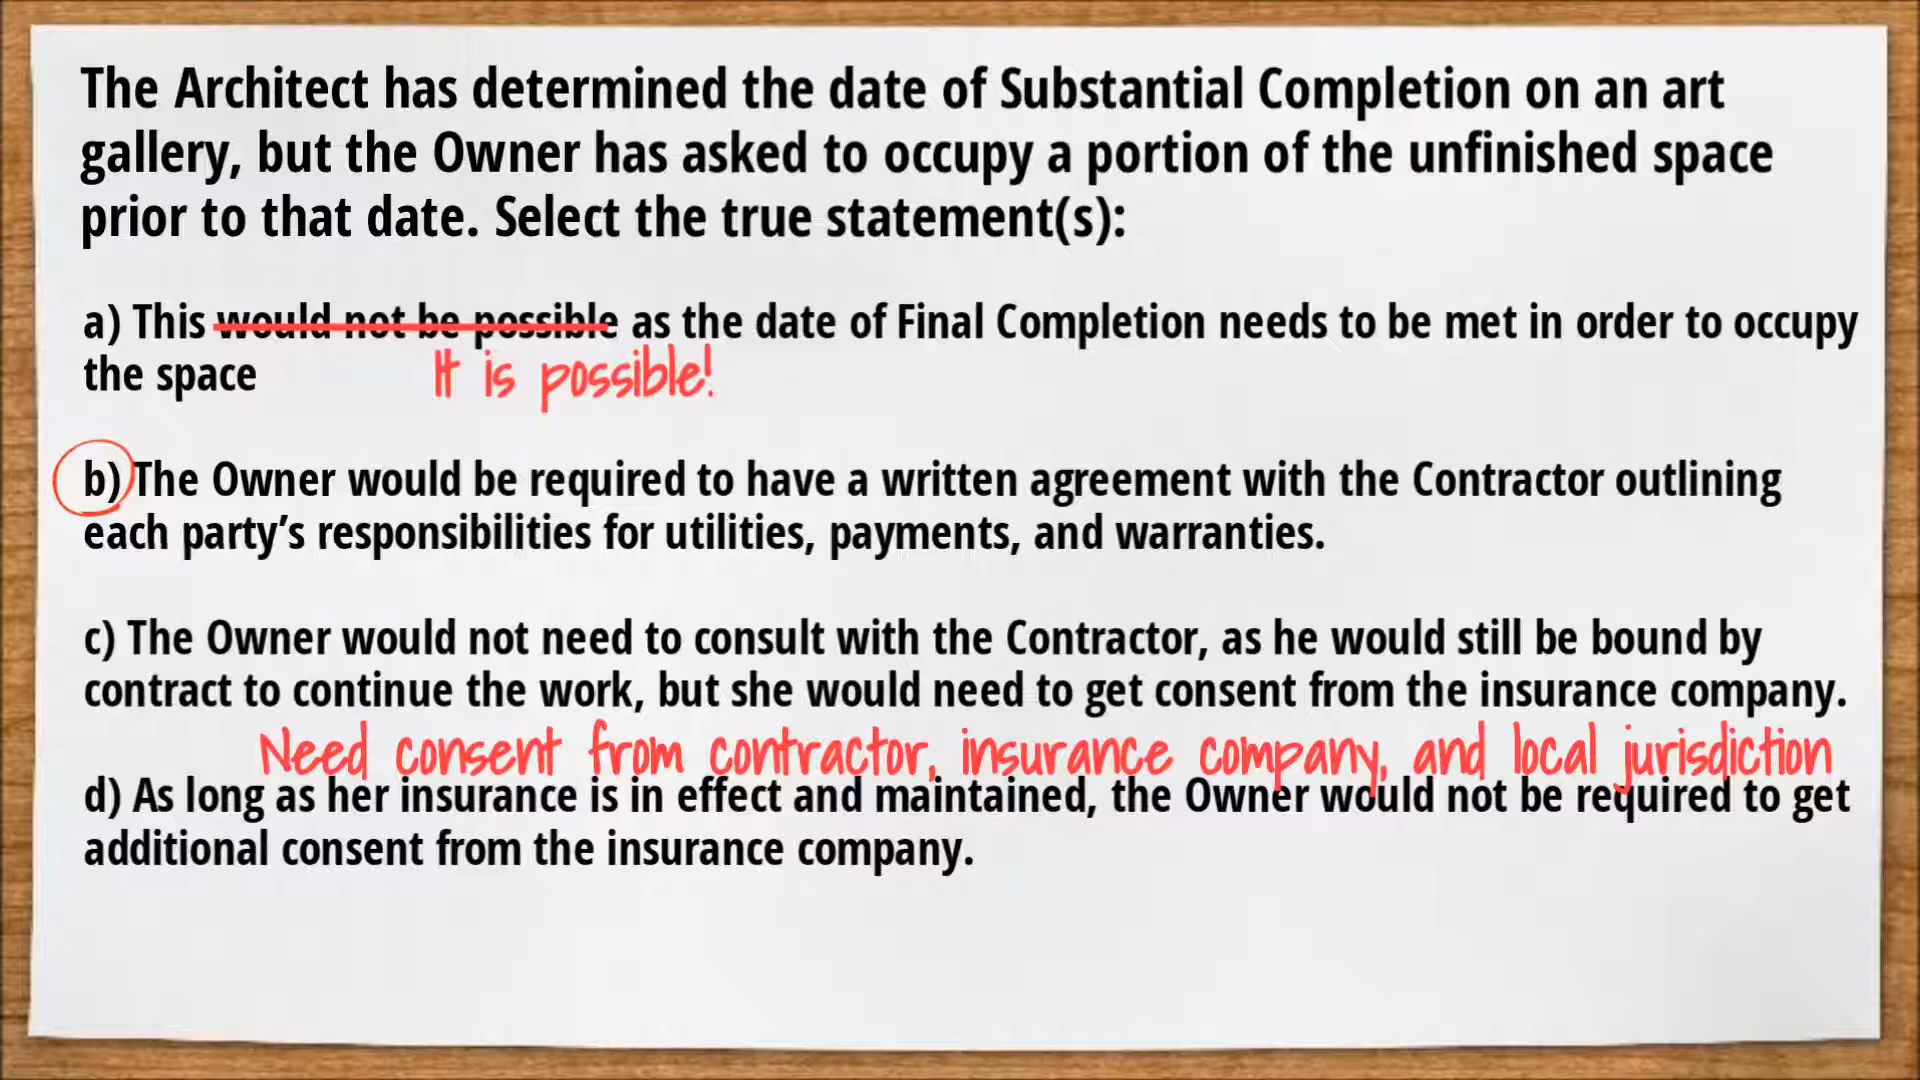 The Architect has determined the date of Substantial Completion on an art
gallery, but the Owner has asked to occupy a portion of the unfinished space
prior to that date. Select the true statement(s):
a) This would not be possible as the date of Final Completion needs to be met in order to occupy
the space
It is possible!
b) The Owner would be required to have a written agreement with the Contractor outlining
each party’s responsibilities for utilities, payments, and warranties.
c) The Owner would not need to consult with the Contractor, as he would still be bound by
contract to continue the work, but she would need to get consent from the insurance company.
Need consent from contractor, insurance company, and local jurisdiction
d) As long as her insurance is in effect and maintained, the Owner would not be required to get
additional consent from the insurance company.